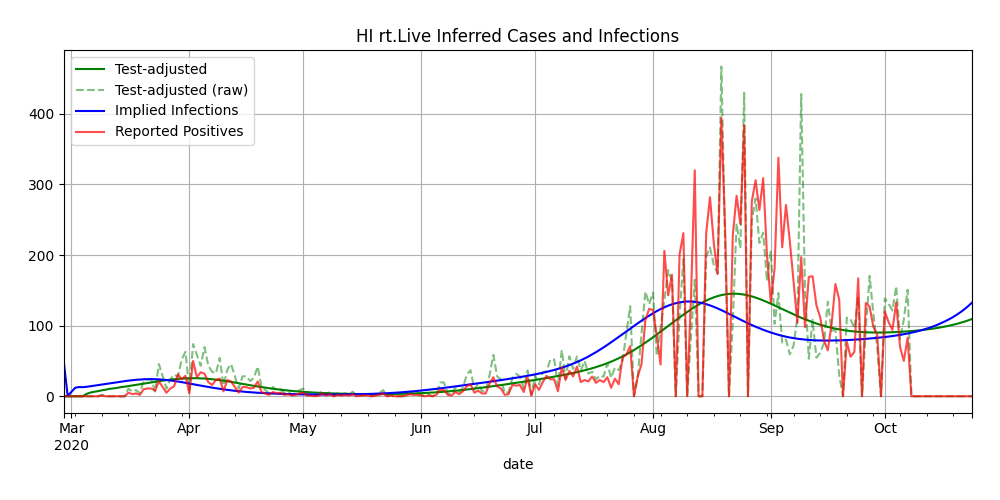 HI rt.Live Inferred Cases and Infections
Test-adjusted
Test-adjusted (raw)
Implied Infections
Reported Positives
400
300
200
100
0
Mar Apr May Jun Jul Aug Sep Oct
2020
date